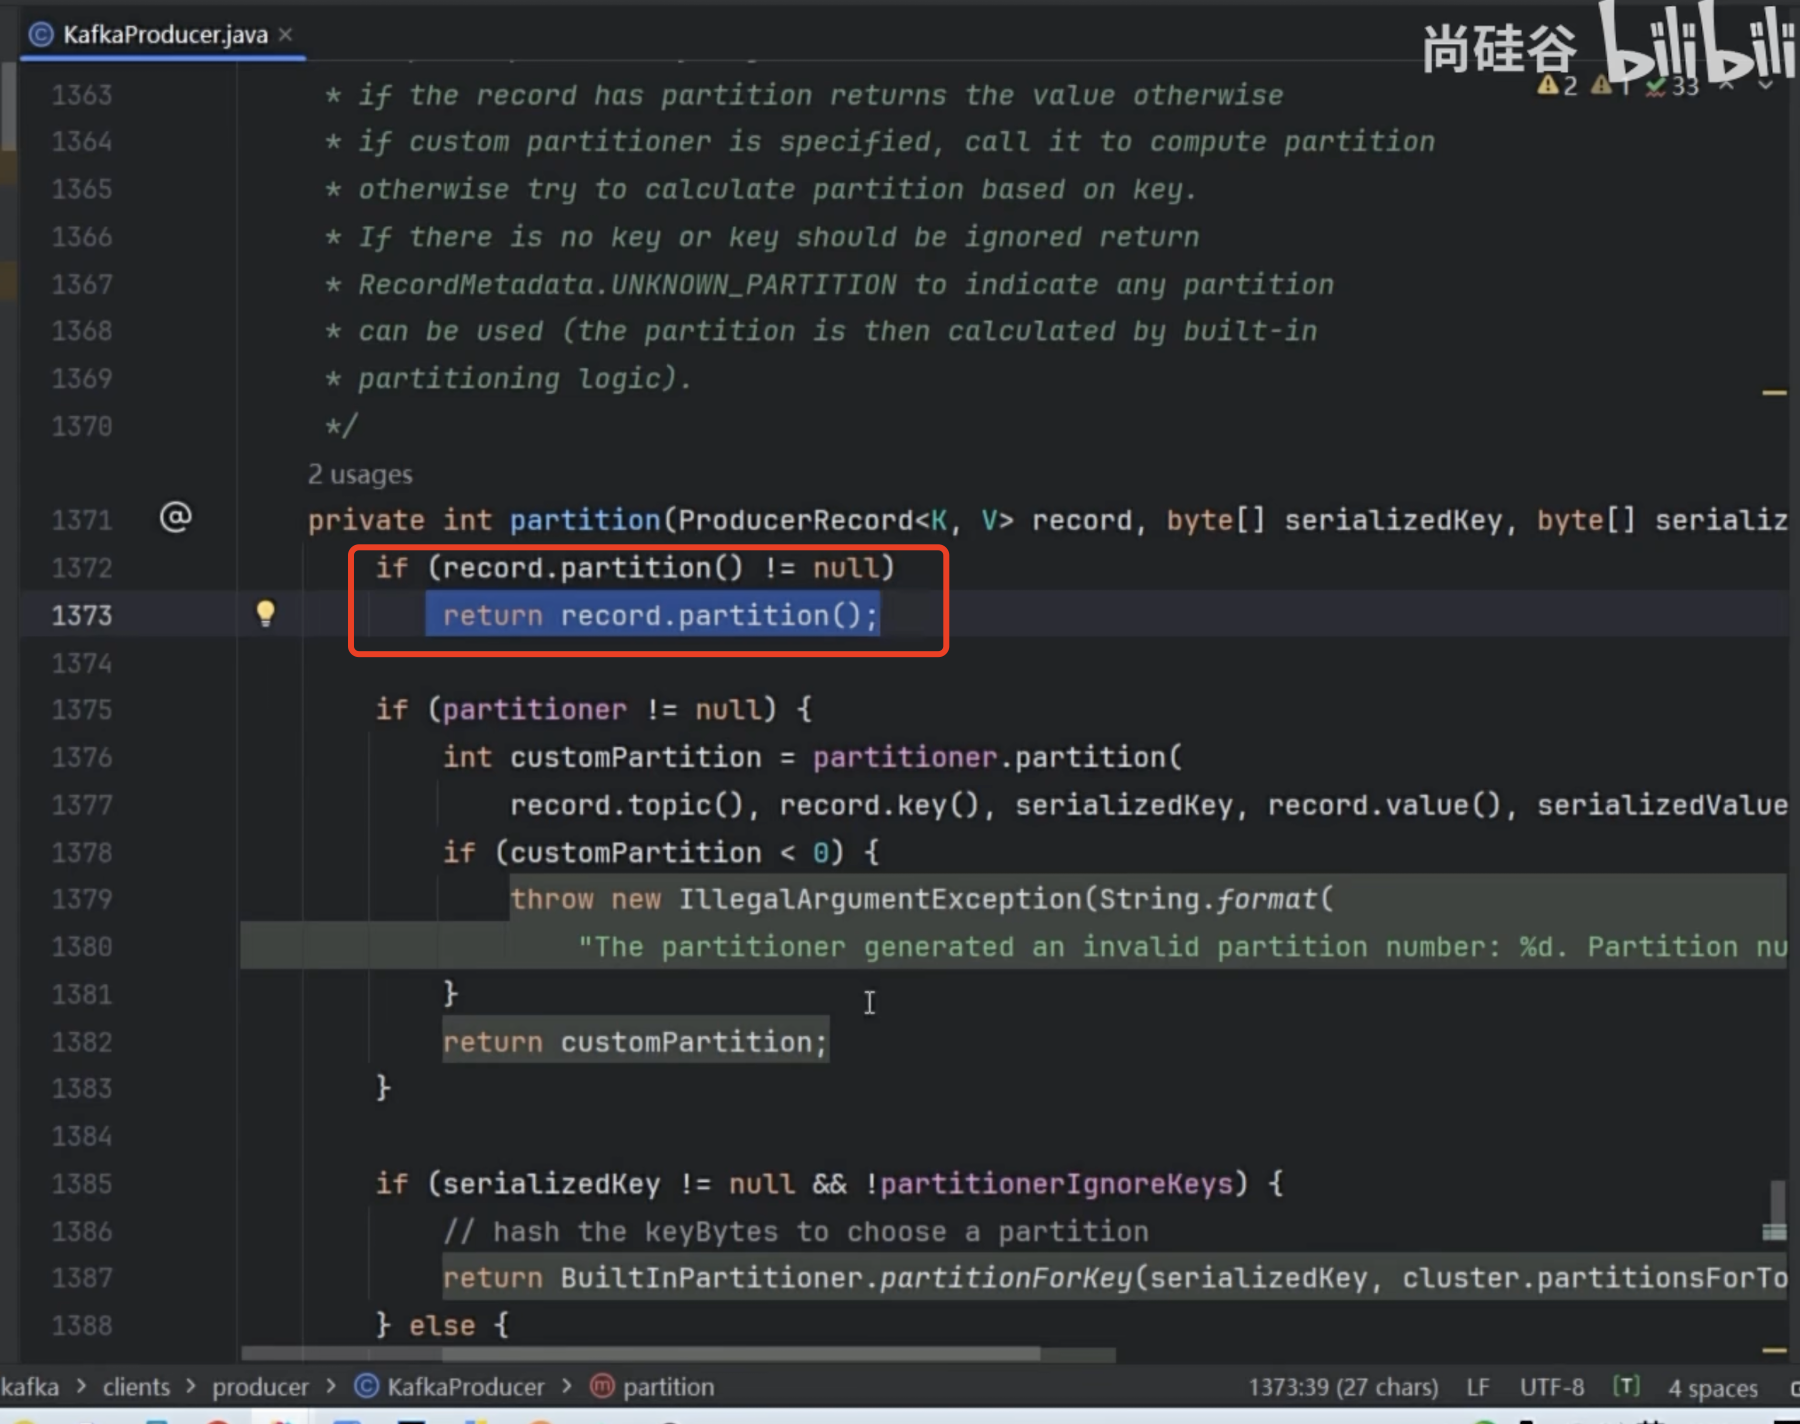 KafkaProducer.java
尚硅谷 bilibili
2 1 33
1363 * if the record has partition returns the value otherwise
1364 * if custom partitioner is specified, call it to compute partition
1365 * otherwise try to calculate partition based on key.
1366 * If there is no key or key should be ignored return
1367 * RecordMetadata.UNKNOWN_PARTITION to indicate any partition
1368 * can be used (the partition is then calculated by built-in
1369 * partitioning logic).
1370 */
2 usages
1371 @ private int partition(ProducerRecord<K, V> record, byte[] serializedKey, byte[] serializ
1372 if (record.partition() != null)
1373 return record.partition();
1374
1375 if (partitioner != null) {
1376 int customPartition = partitioner.partition(
1377 record.topic(), record.key(), serializedKey, record.value(), serializedValue
1378 if (customPartition < 0) {
1379 throw new IllegalArgumentException(String.format(
1380 "The partitioner generated an invalid partition number: %d. Partition nu
1381 }
1382 return customPartition;
1383 }
1384
1385 if (serializedKey != null && !partitionerIgnoreKeys) {
1386 // hash the keyBytes to choose a partition
1387 return BuiltInPartitioner.partitionForKey(serializedKey, cluster.partitionsForTo
1388 } else {
kafka > clients > producer > KafkaProducer > partition 1373:39 (27 chars) LF UTF-8 [T] 4 spaces